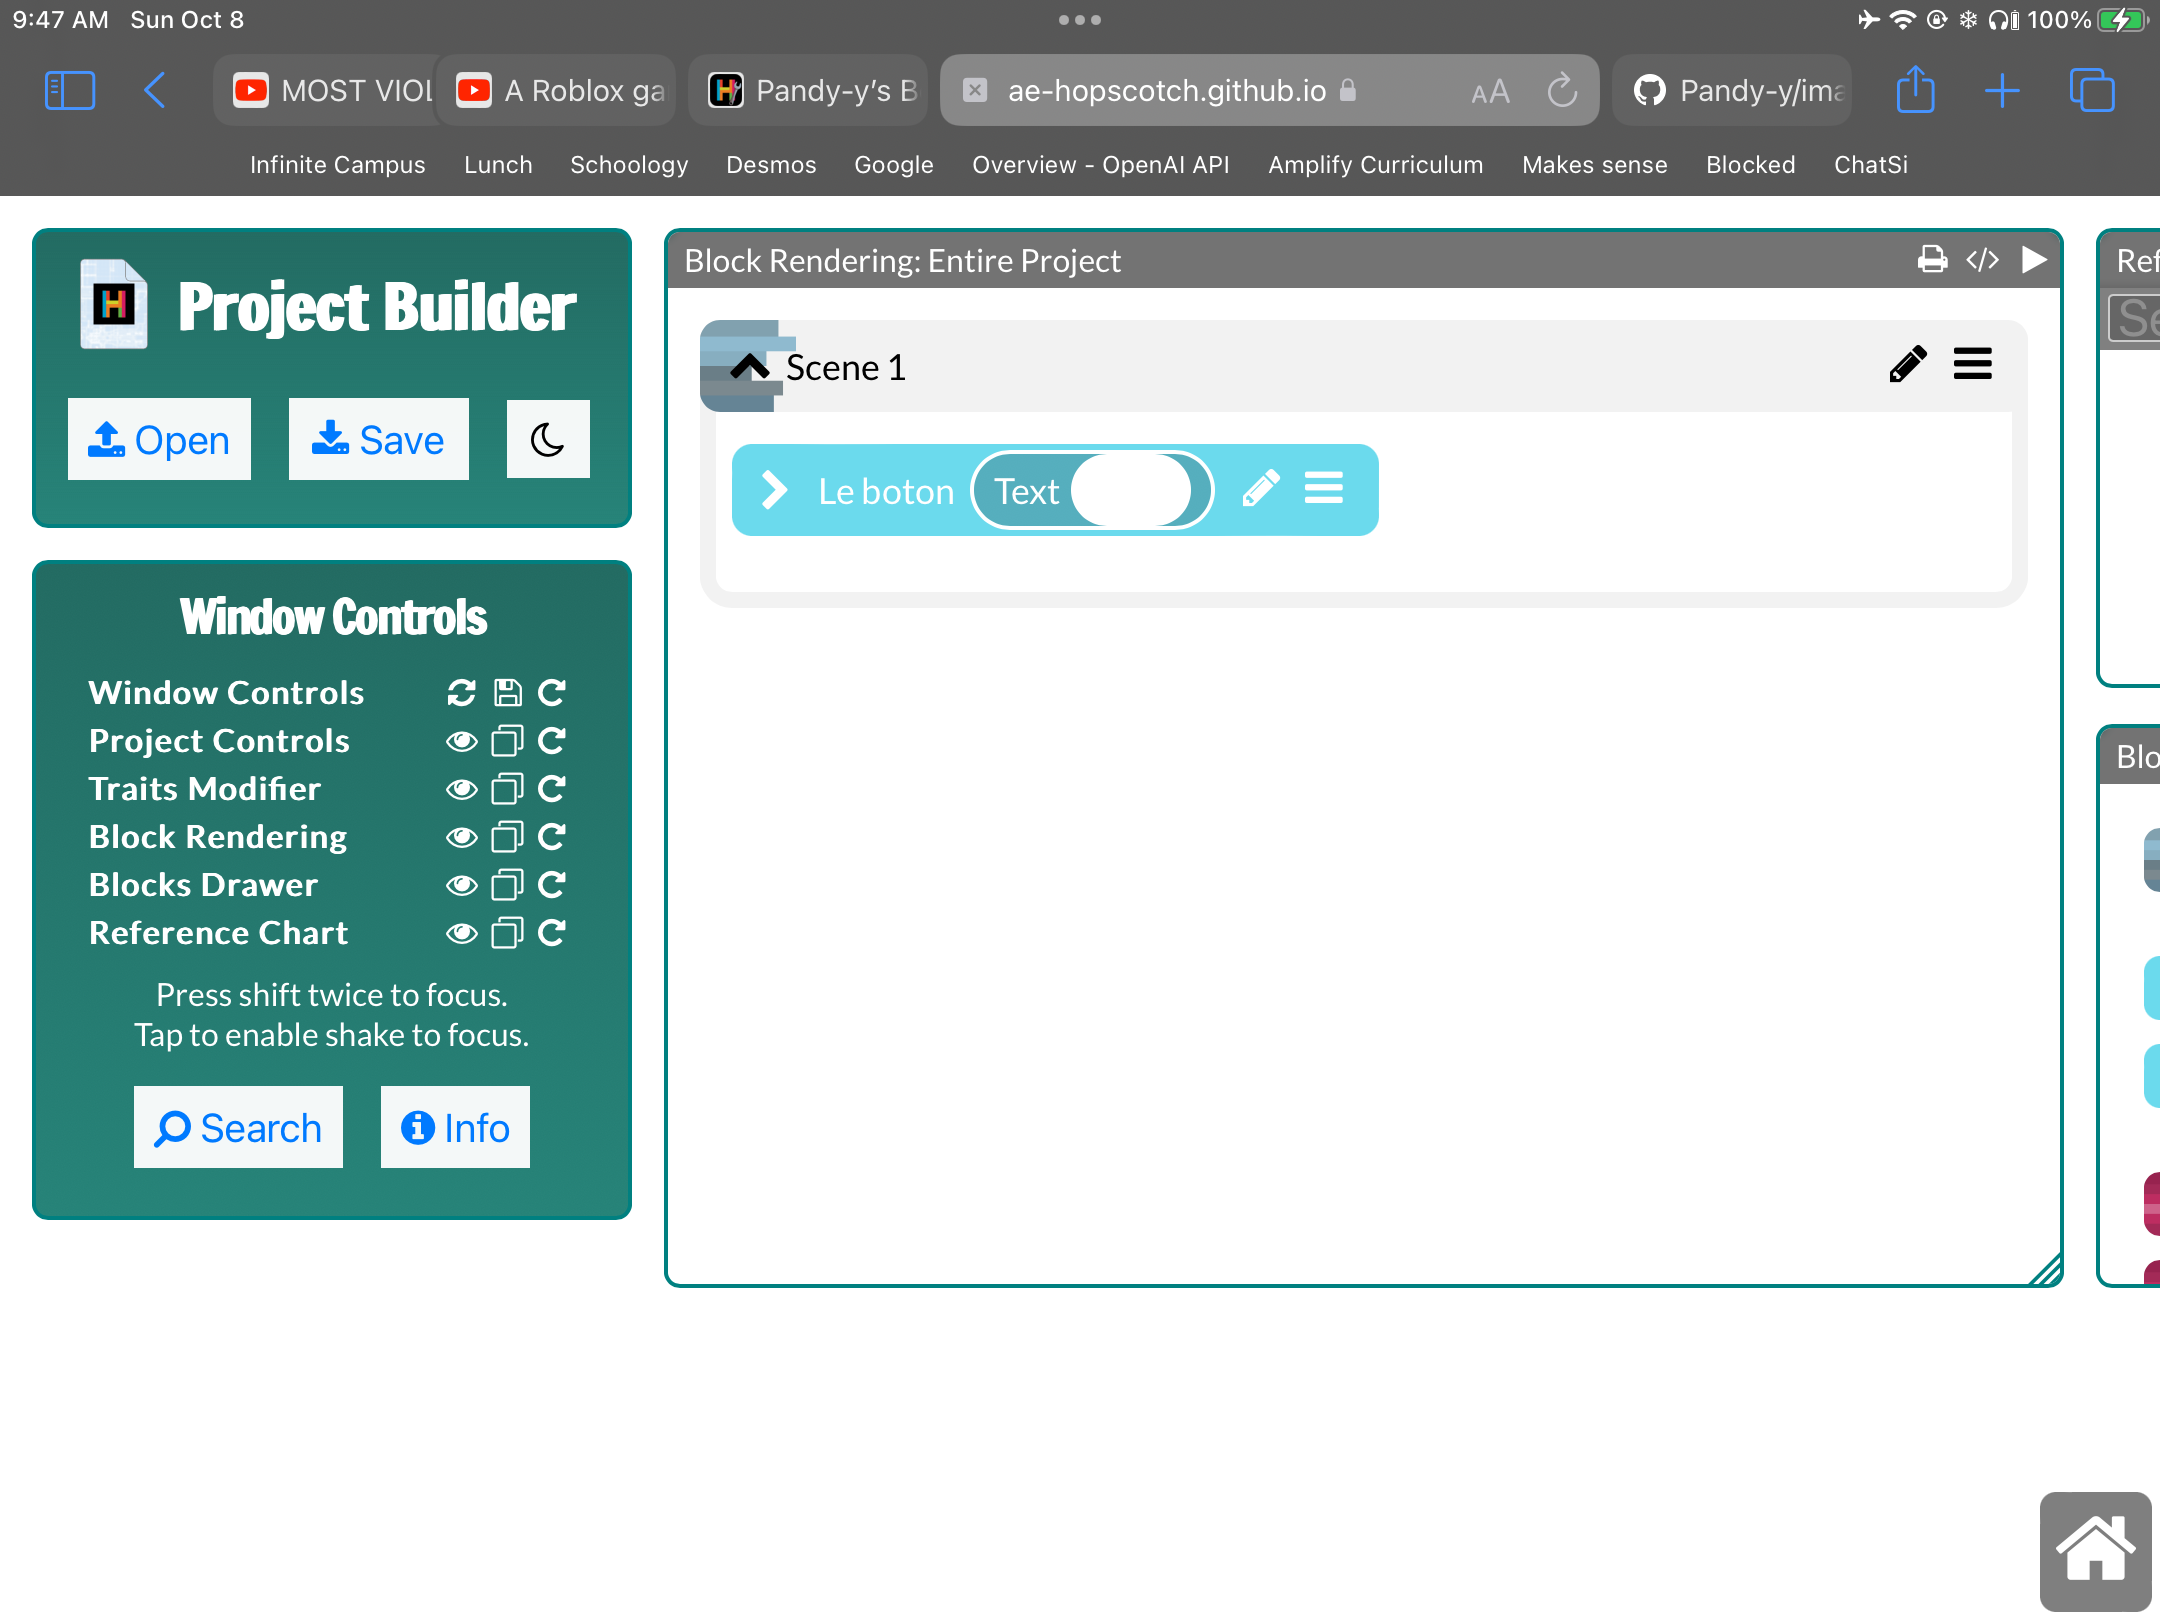 9:47 AM Sun Oct 8
100%
MOST VIOL
A Roblox ga
Pandy-y’s B
ae-hopscotch.github.io
AA
Pandy-y/ima
Infinite Campus Lunch Schoology Desmos Google Overview - OpenAI API Amplify Curriculum Makes sense Blocked ChatSi
H
Project Builder
Open
Save
Window Controls
Window Controls
Project Controls
Traits Modifier
Block Rendering
Blocks Drawer
Reference Chart
Press shift twice to focus.
Tap to enable shake to focus.
Search
Info
Block Rendering: Entire Project
Scene 1
Le boton Text
Ref
Se
Blo